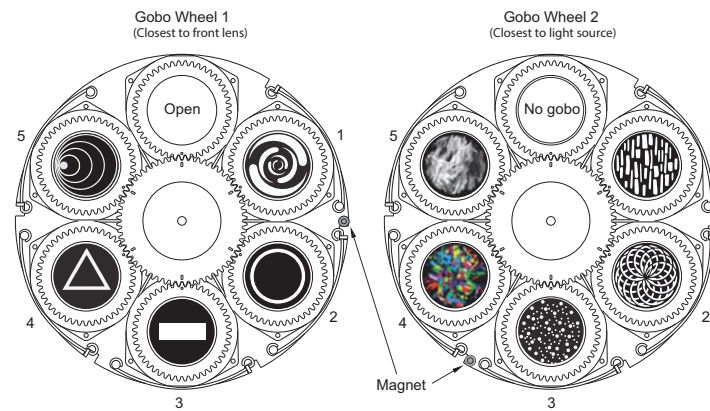 Gobo Wheel 1
(Closest to front lens)
Gobo Wheel 2
(Closest to light source)
Open
No gobo
5
1
5
4
2
4
2
3
3
Magnet